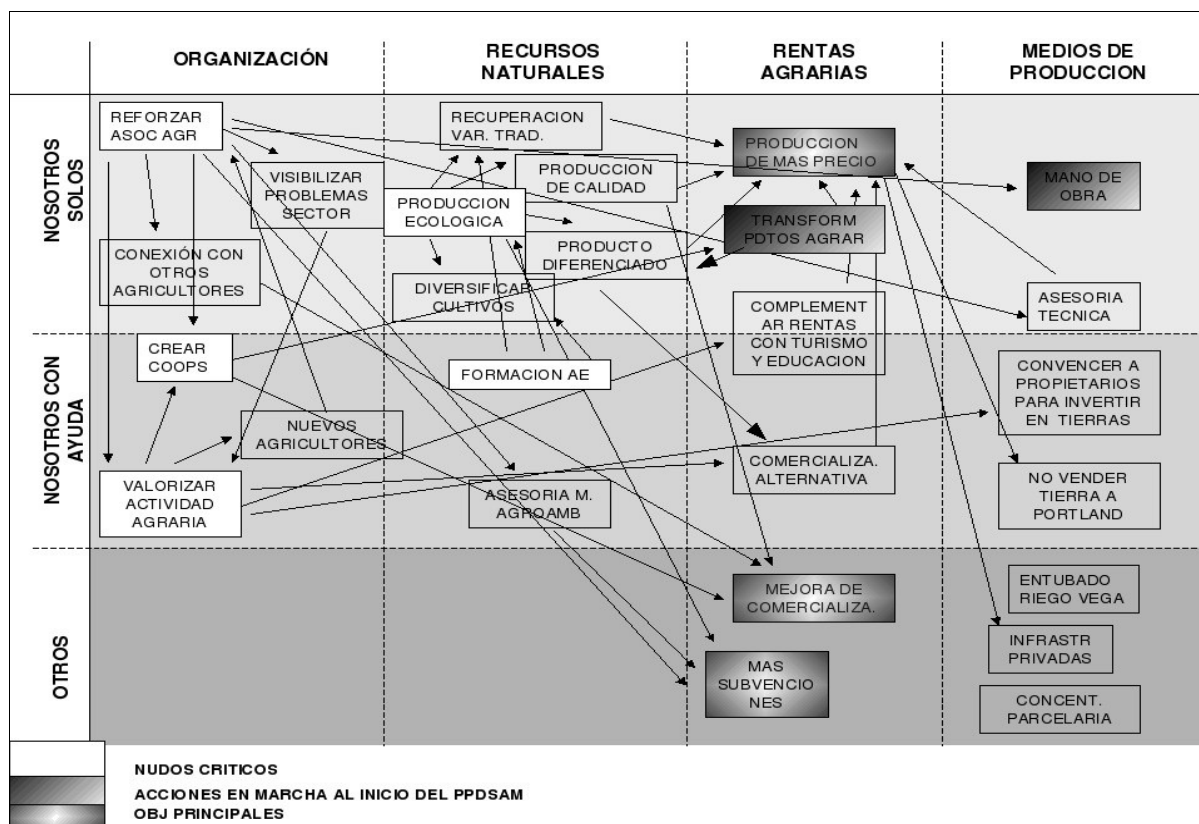 ORGANIZACIÓN
RECURSOS
NATURALES
RENTAS
AGRARIAS
MEDIOS DE
PRODUCCION
NOSOTROS
SOLOS
REFORZAR
ASOC AGR
VISIBILIZAR
PROBLEMAS
SECTOR
CONEXIÓN CON
OTROS
AGRICULTORES
RECUPERACION
VAR. TRAD.
PRODUCCION
DE CALIDAD
PRODUCCION
ECOLOGICA
PRODUCTO
DIFERENCIADO
DIVERSIFICAR
CULTIVOS
PRODUCCION
DE MAS PRECIO
TRANSFORM
PDTOS AGRAR
COMPLEMENT
AR RENTAS
CON TURISMO
Y EDUCACION
MANO DE
OBRA
ASESORIA
TECNICA
NOSOTROS CON
AYUDA
CREAR
COOPS
NUEVOS
AGRICULTORES
VALORIZAR
ACTIVIDAD
AGRARIA
FORMACION AE
ASESORIA M.
AGROAMB
COMERCIALIZA.
ALTERNATIVA
CONVENCER A
PROPIETARIOS
PARA INVERTIR
EN TIERRAS
NO VENDER
TIERRA A
PORTLAND
OTROS
MEJORA DE
COMERCIALIZA.
MAS
SUBVENCIO
NES
ENTUBADO
RIEGO VEGA
INFRASTR
PRIVADAS
CONCENT.
PARCELARIA
NUDOS CRITICOS
ACCIONES EN MARCHA AL INICIO DEL PPDSAM
OBJ PRINCIPALES